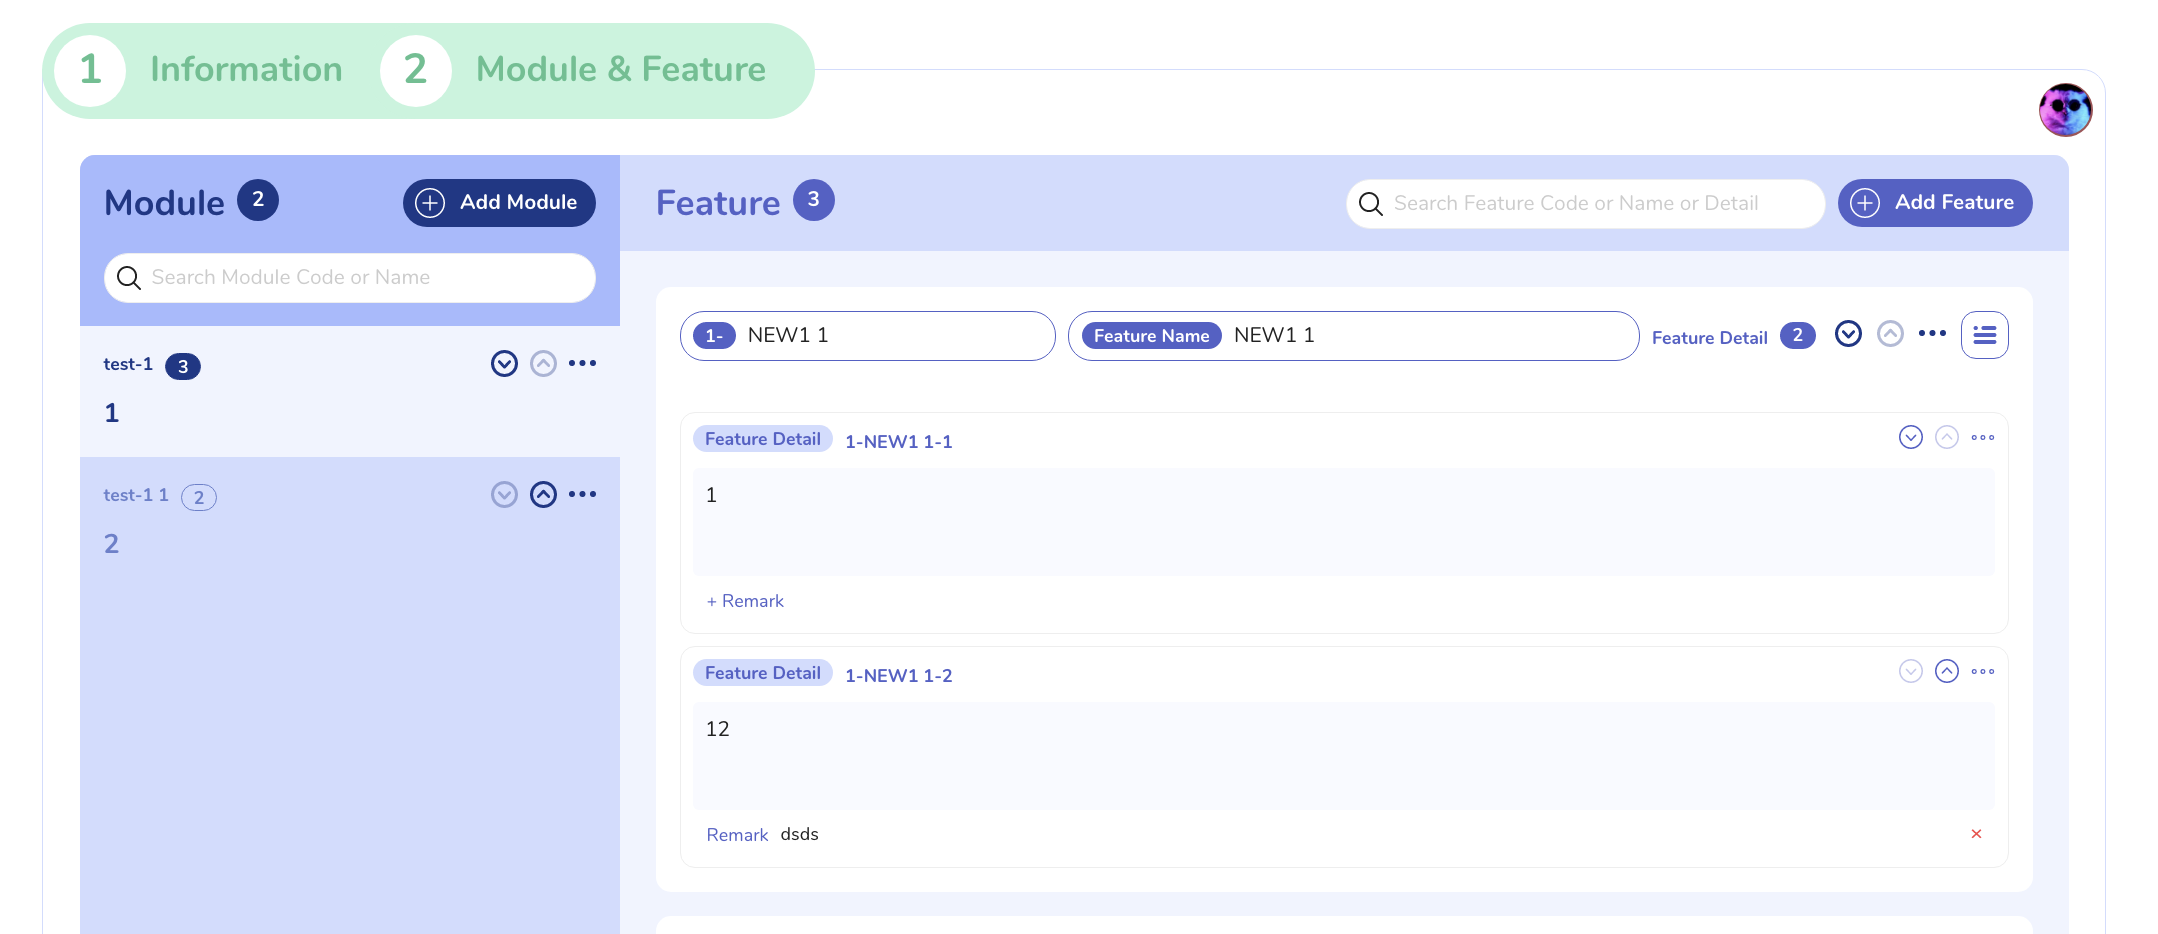 1 Information 2 Module & Feature
Module 2 Add Module
Search Module Code or Name
test-1 3
1
test-1 1 2
2
Feature 3 Search Feature Code or Name or Detail Add Feature
1- NEW1 1 Feature Name NEW1 1 Feature Detail 2
Feature Detail 1-NEW1 1-1
1
+ Remark
Feature Detail 1-NEW1 1-2
12
Remark dsds